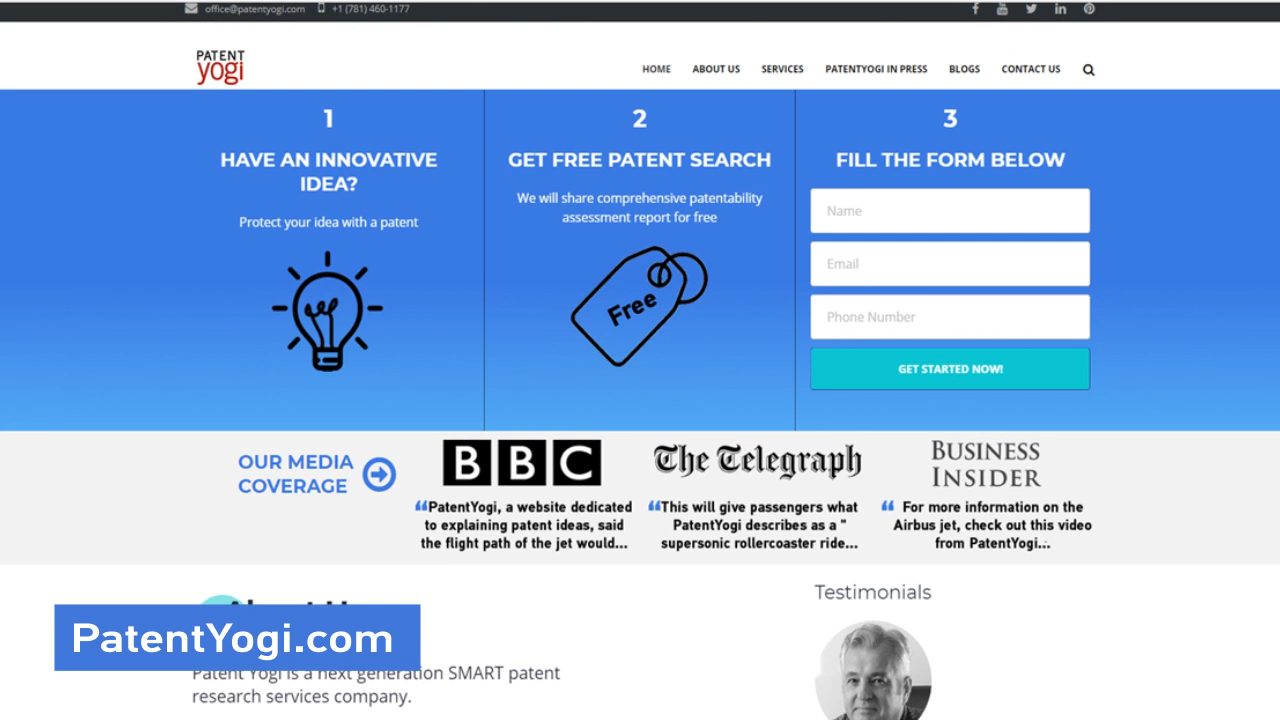 office@patentyogi.com +1 (781) 460-1177
PATENT
yogi
HOME ABOUT US SERVICES PATENTYOGI IN PRESS BLOGS CONTACT US
1
HAVE AN INNOVATIVE
IDEA?
Protect your idea with a patent
2
GET FREE PATENT SEARCH
We will share comprehensive patentability
assessment report for free
Free
3
FILL THE FORM BELOW
Name
Email
Phone Number
GET STARTED NOW!
OUR MEDIA
COVERAGE
BBC
“PatentYogi, a website dedicated
to explaining patent ideas, said
the flight path of the jet would...
The Telegraph
“This will give passengers what
PatentYogi describes as a "
supersonic rollercoaster ride...
BUSINESS
INSIDER
“ For more information on the
Airbus jet, check out this video
from PatentYogi...
PatentYogi.com
Patent Yogi is a next generation SMART patent
research services company.
Testimonials